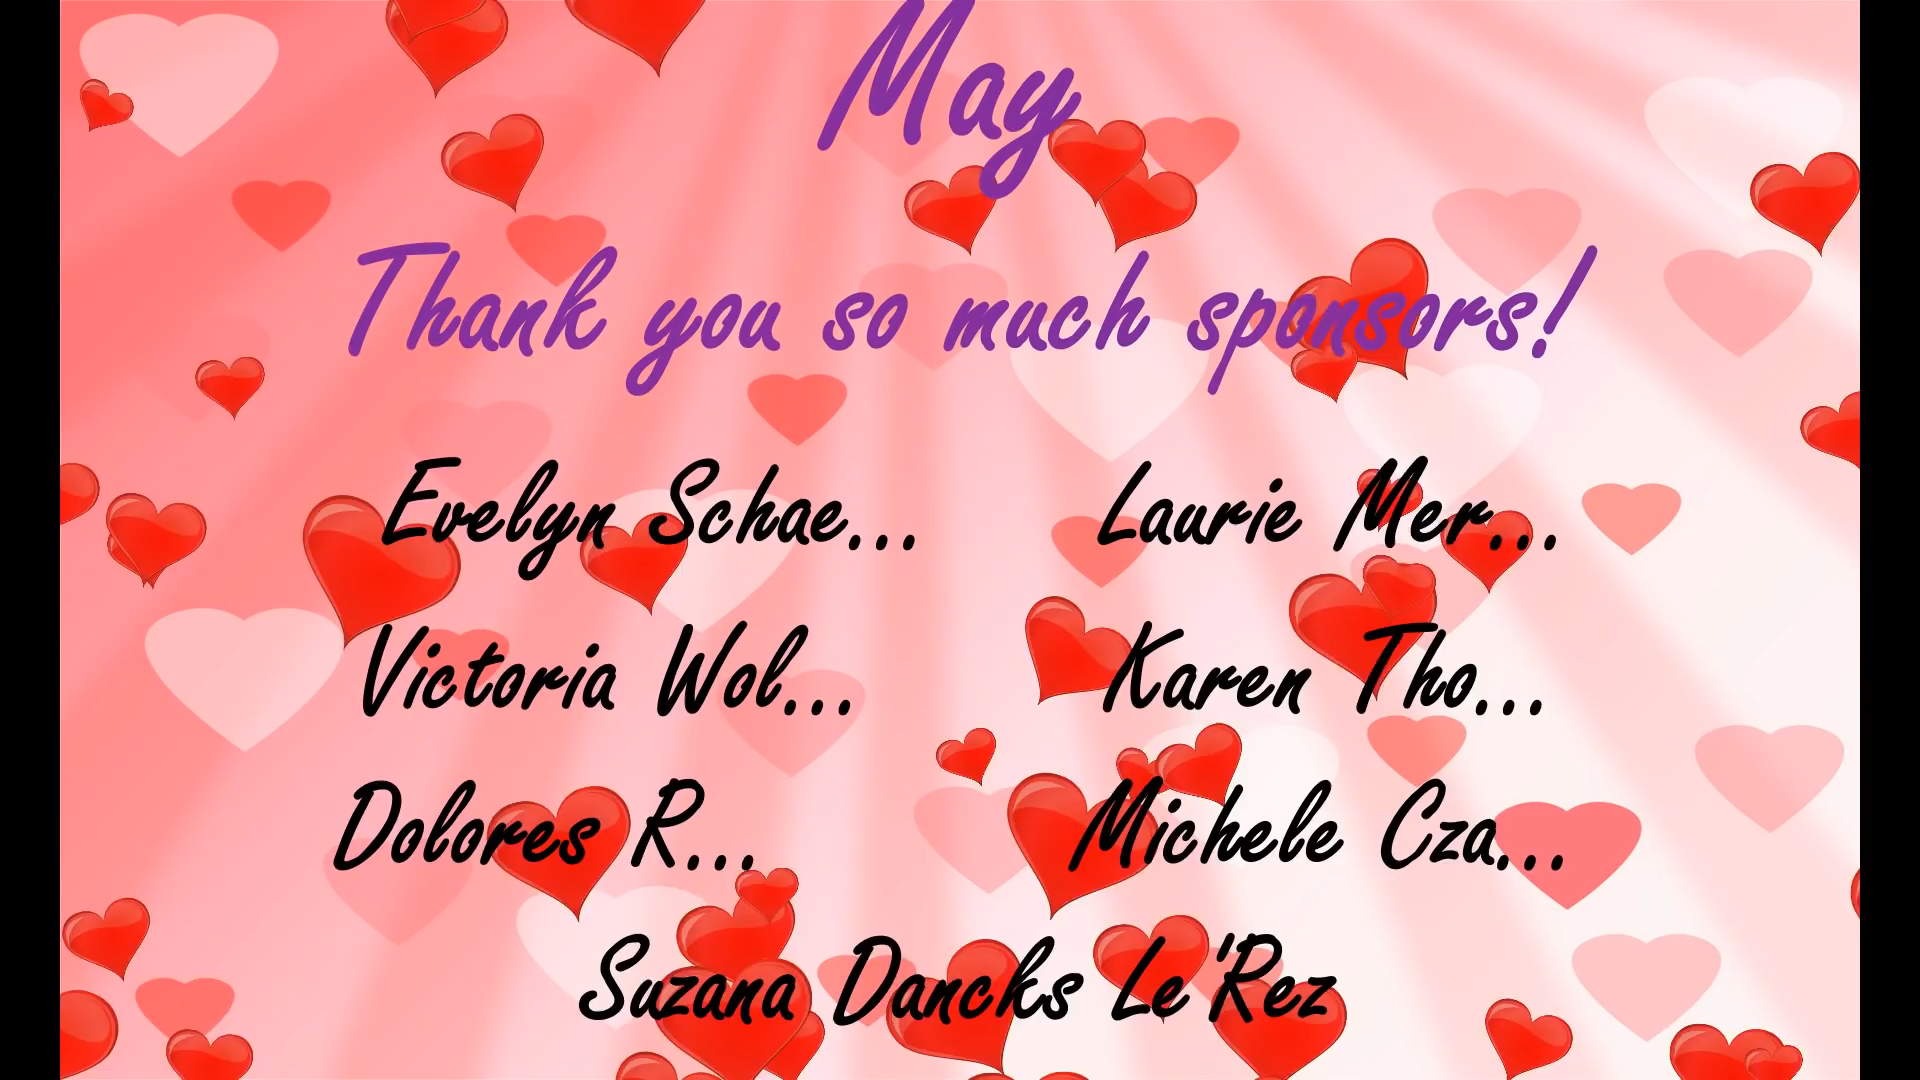 May
Thank you so much sponsors!
Evelyn Schae... Laurie Mer...
Victoria Wol... Karen Tho...
Dolores R... Michele Cza...
Suzana Dancks Le'Rez